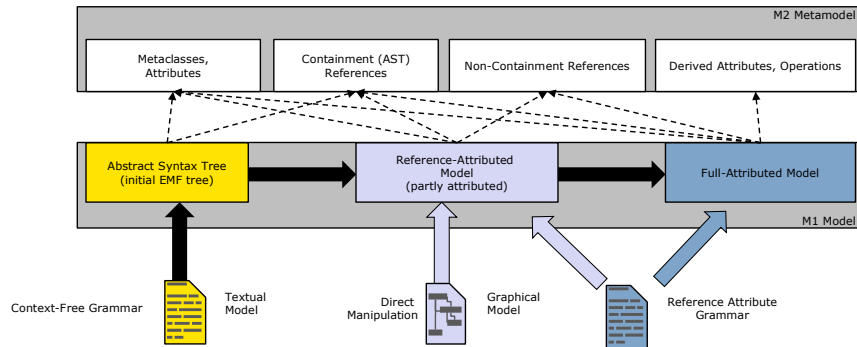 M2 Metamodel
Metaclasses,
Attributes
Containment (AST)
References
Non-Containment References
Derived Attributes, Operations
Abstract Syntax Tree
(initial EMF tree)
Reference-Attributed
Model
(partly attributed)
Full-Attributed Model
M1 Model
Context-Free Grammar
Textual
Model
Direct
Manipulation
Graphical
Model
Reference Attribute
Grammar